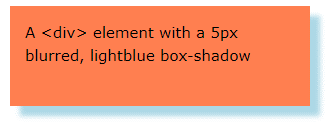 A <div> element with a 5px
blurred, lightblue box-shadow